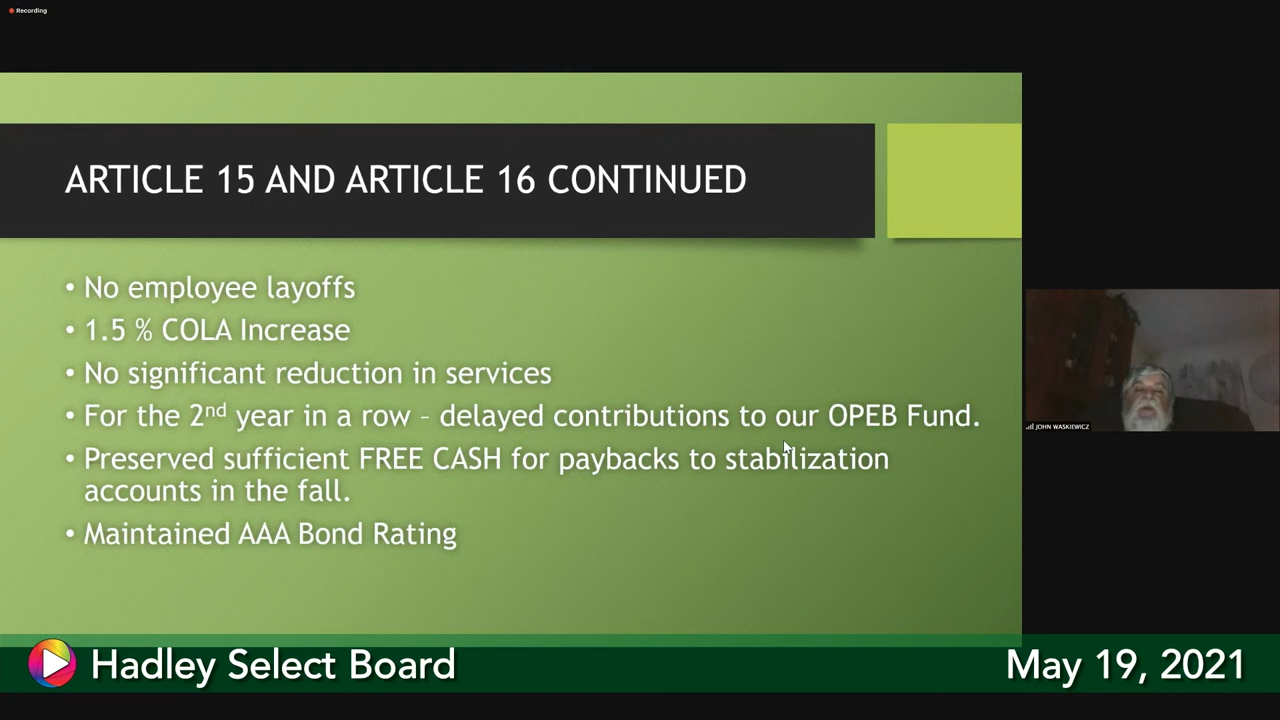 Recording
ARTICLE 15 AND ARTICLE 16 CONTINUED
• No employee layoffs
• 1.5 % COLA Increase
• No significant reduction in services
• For the 2nd year in a row – delayed contributions to our OPEB Fund.
• Preserved sufficient FREE CASH for paybacks to stabilization
accounts in the fall.
• Maintained AAA Bond Rating
JOHN WASKIEWICZ
Hadley Select Board
May 19, 2021